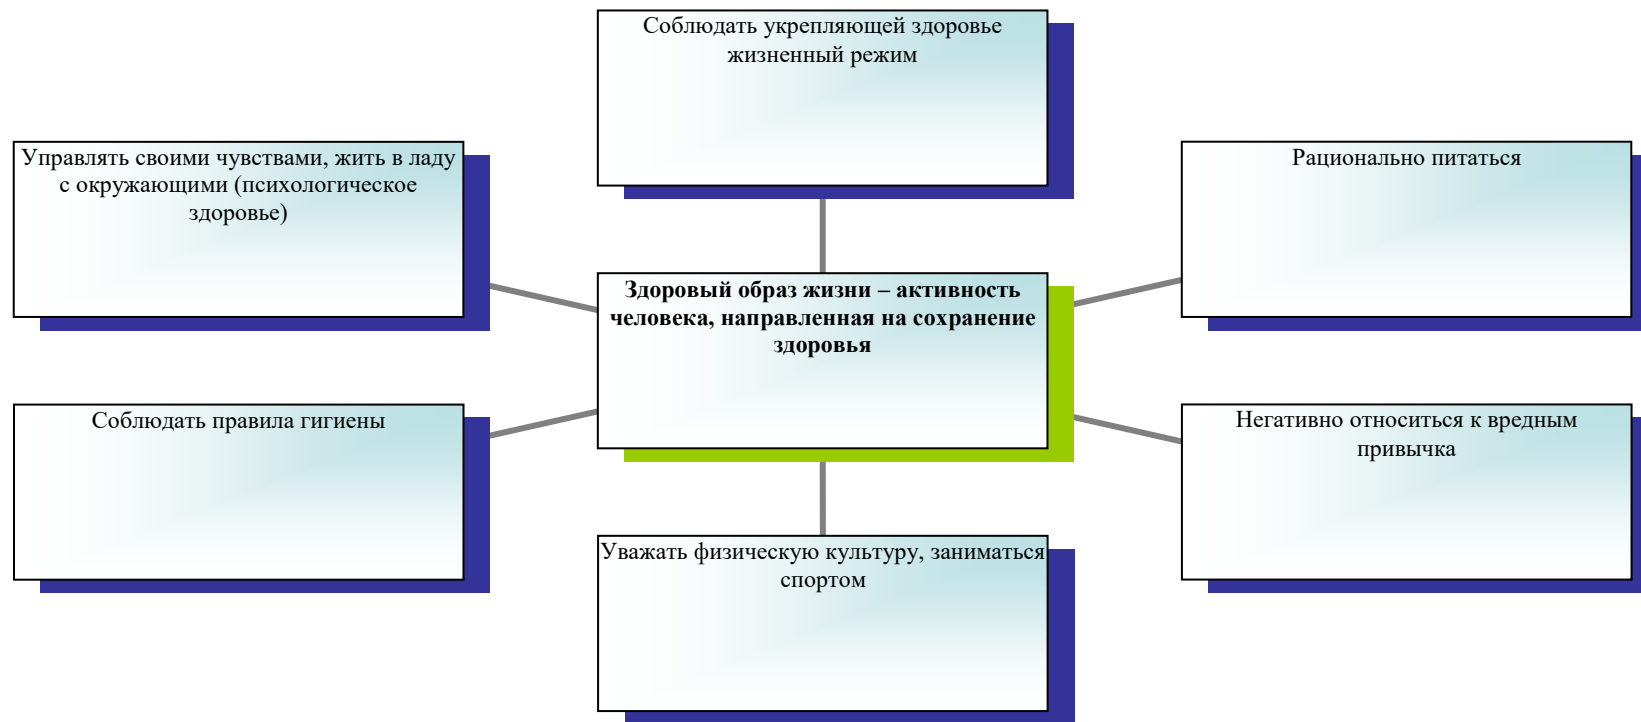 Соблюдать укрепляющей здоровье
жизненный режим
Управлять своими чувствами, жить в ладу
с окружающими (психологическое
здоровье)
Рационально питаться
Здоровый образ жизни – активность
человека, направленная на сохранение
здоровья
Соблюдать правила гигиены
Негативно относиться к вредным
привычка
Уважать физическую культуру, заниматься
спортом